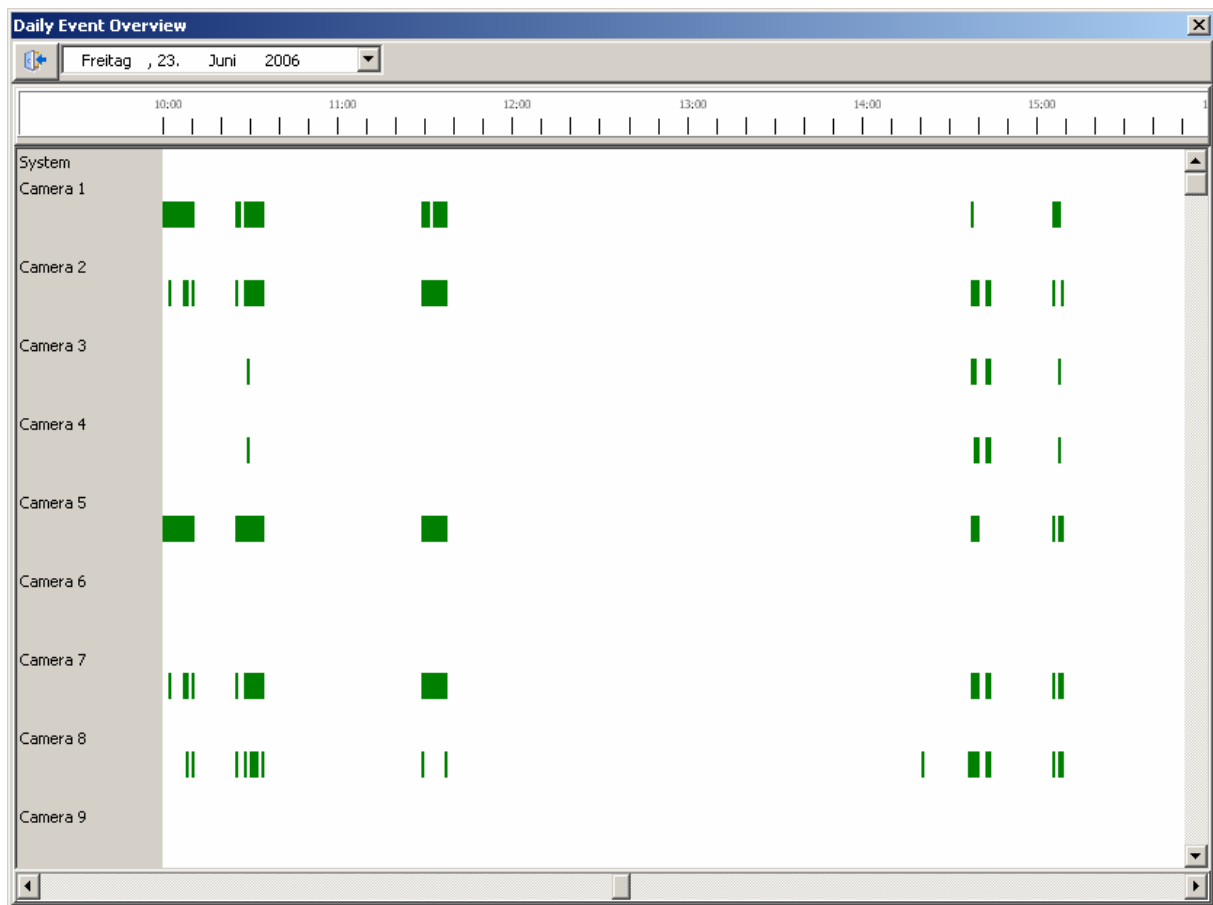 Daily Event Overview
Freitag , 23. Juni 2006
10:00 11:00 12:00 13:00 14:00 15:00 1
System
Camera 1
Camera 2
Camera 3
Camera 4
Camera 5
Camera 6
Camera 7
Camera 8
Camera 9